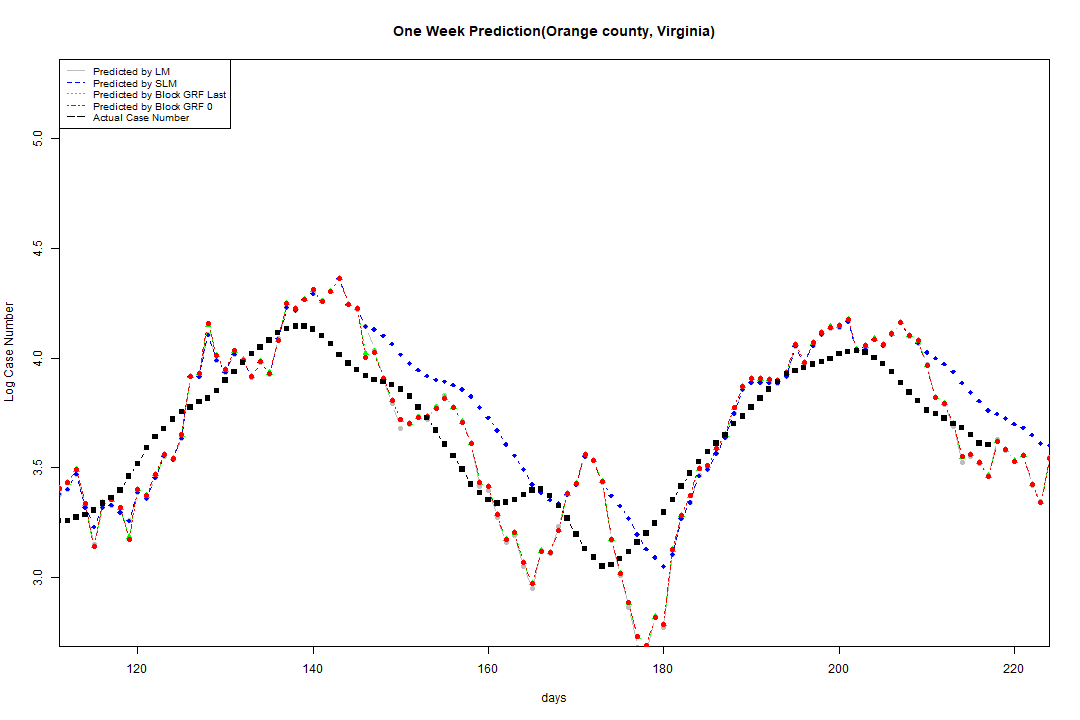 One Week Prediction(Orange county, Virginia)
Predicted by LM
Predicted by SLM
Predicted by Block GRF Last
Predicted by Block GRF 0
Actual Case Number
Log Case Number
5.0
4.5
4.0
3.5
3.0
120 140 160 180 200 220
days